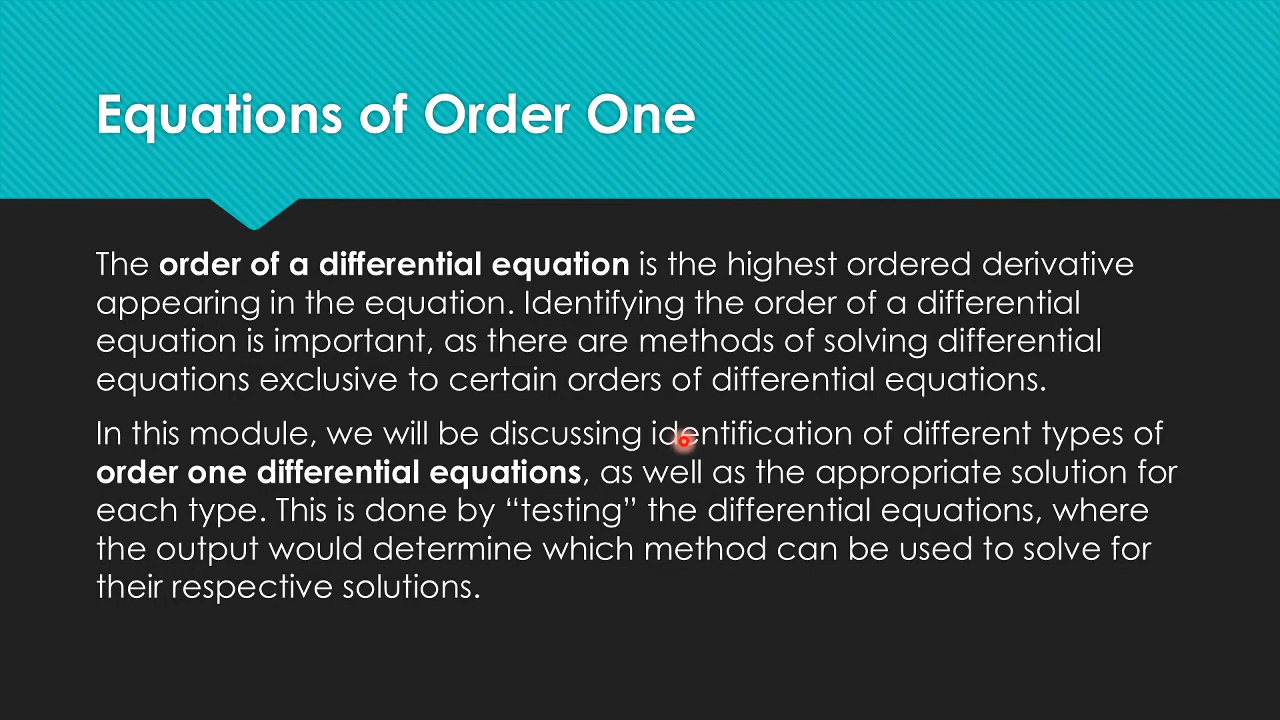 Equations of Order One
The order of a differential equation is the highest ordered derivative
appearing in the equation. Identifying the order of a differential
equation is important, as there are methods of solving differential
equations exclusive to certain orders of differential equations.
In this module, we will be discussing identification of different types of
order one differential equations, as well as the appropriate solution for
each type. This is done by “testing” the differential equations, where
the output would determine which method can be used to solve for
their respective solutions.